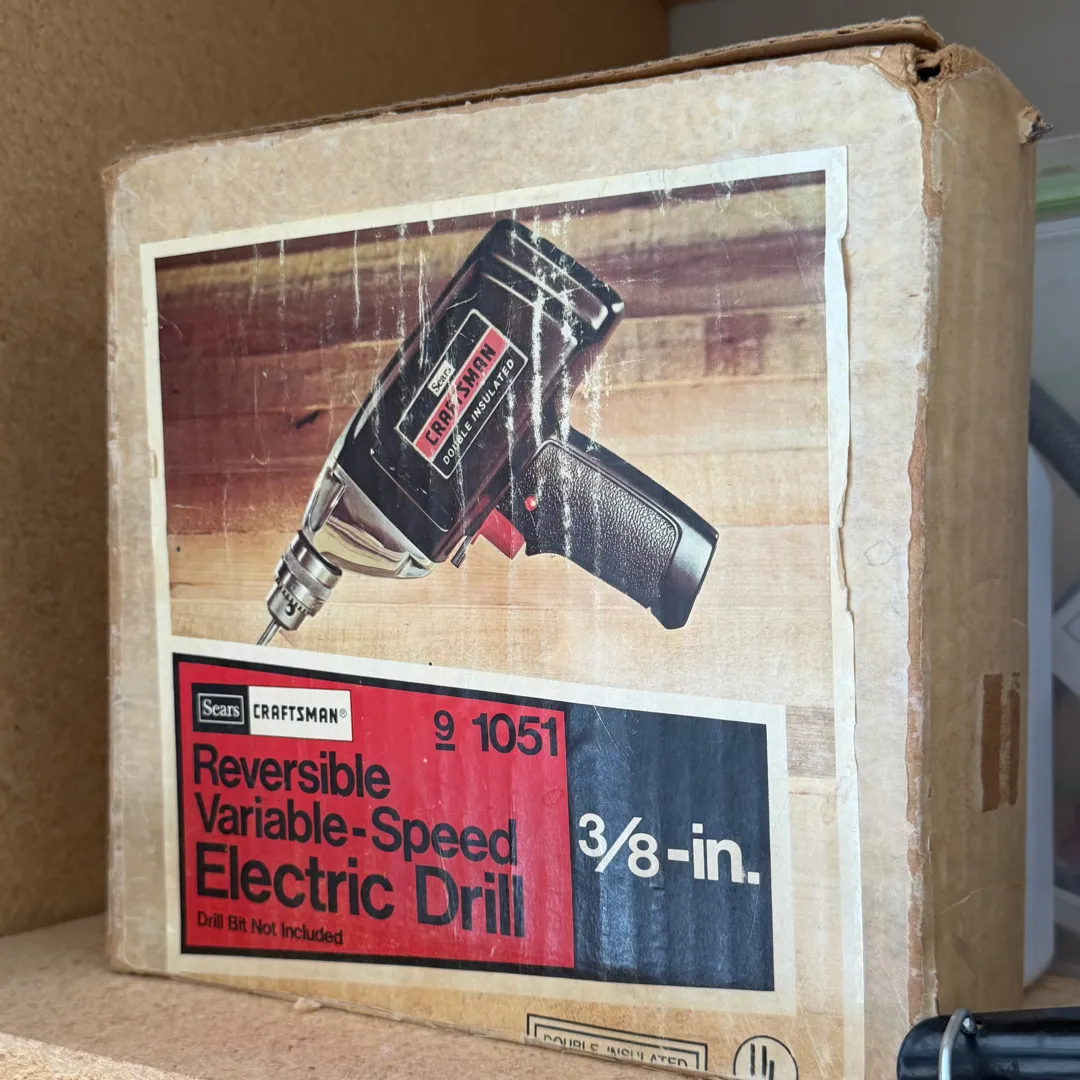 Sears
CRAFTSMAN
DOUBLE INSULATED
Sears CRAFTSMAN®
9 1051
Reversible
Variable-Speed
Electric Drill
Drill Bit Not Included
3/8-in.
DOUBLE INSULATED